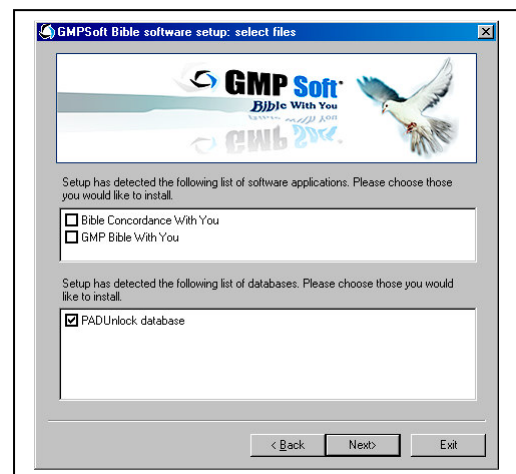 GMPSoft Bible software setup: select files
GMP Soft
Bible With You
Setup has detected the following list of software applications. Please choose those
you would like to install.
Bible Concordance With You
GMP Bible With You
Setup has detected the following list of databases. Please choose those you would
like to install.
PADUnlock database
< Back
Next>
Exit